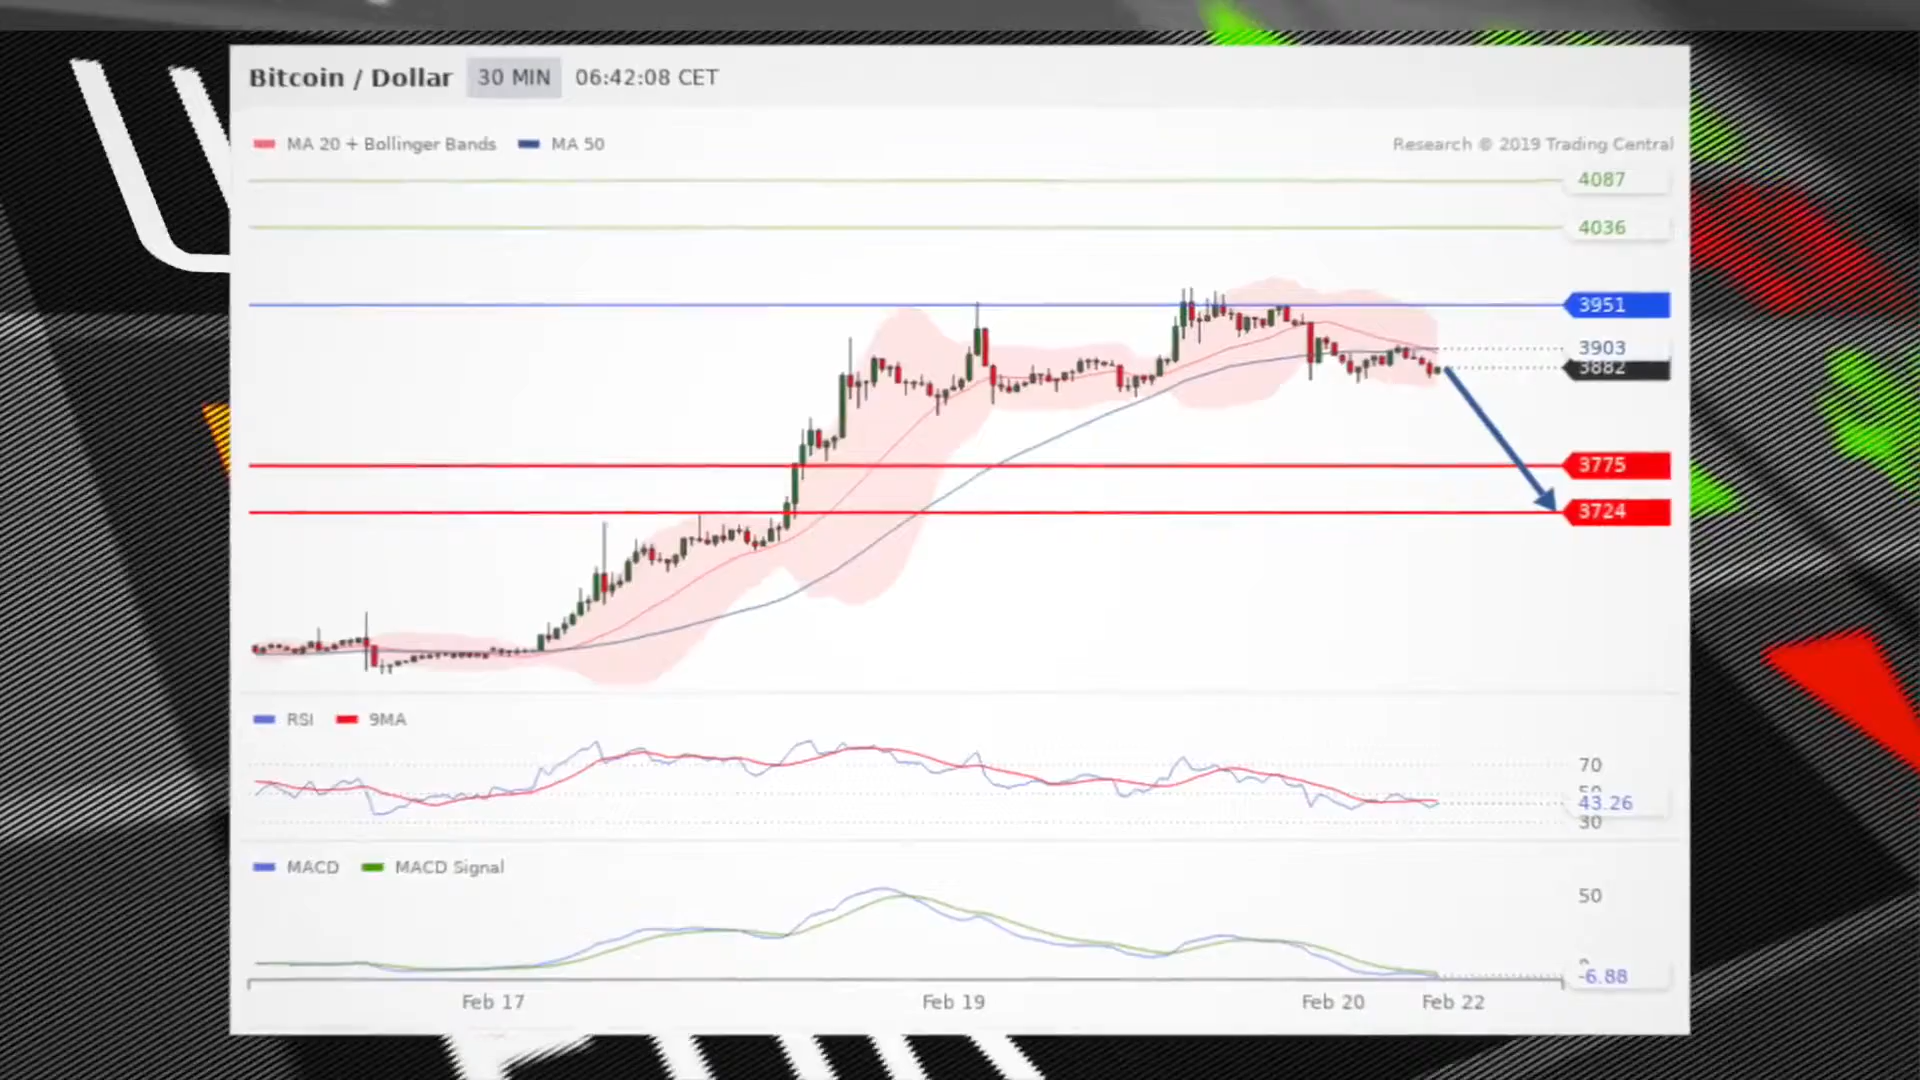 Bitcoin / Dollar 30 MIN 06:42:08 CET
MA 20 + Bollinger Bands MA 50
Research © 2019 Trading Central
4087
4036
3951
3903
3882
3775
3724
RSI 9MA
70
50
43.26
30
MACD MACD Signal
50
-6.88
Feb 17 Feb 19 Feb 20 Feb 22